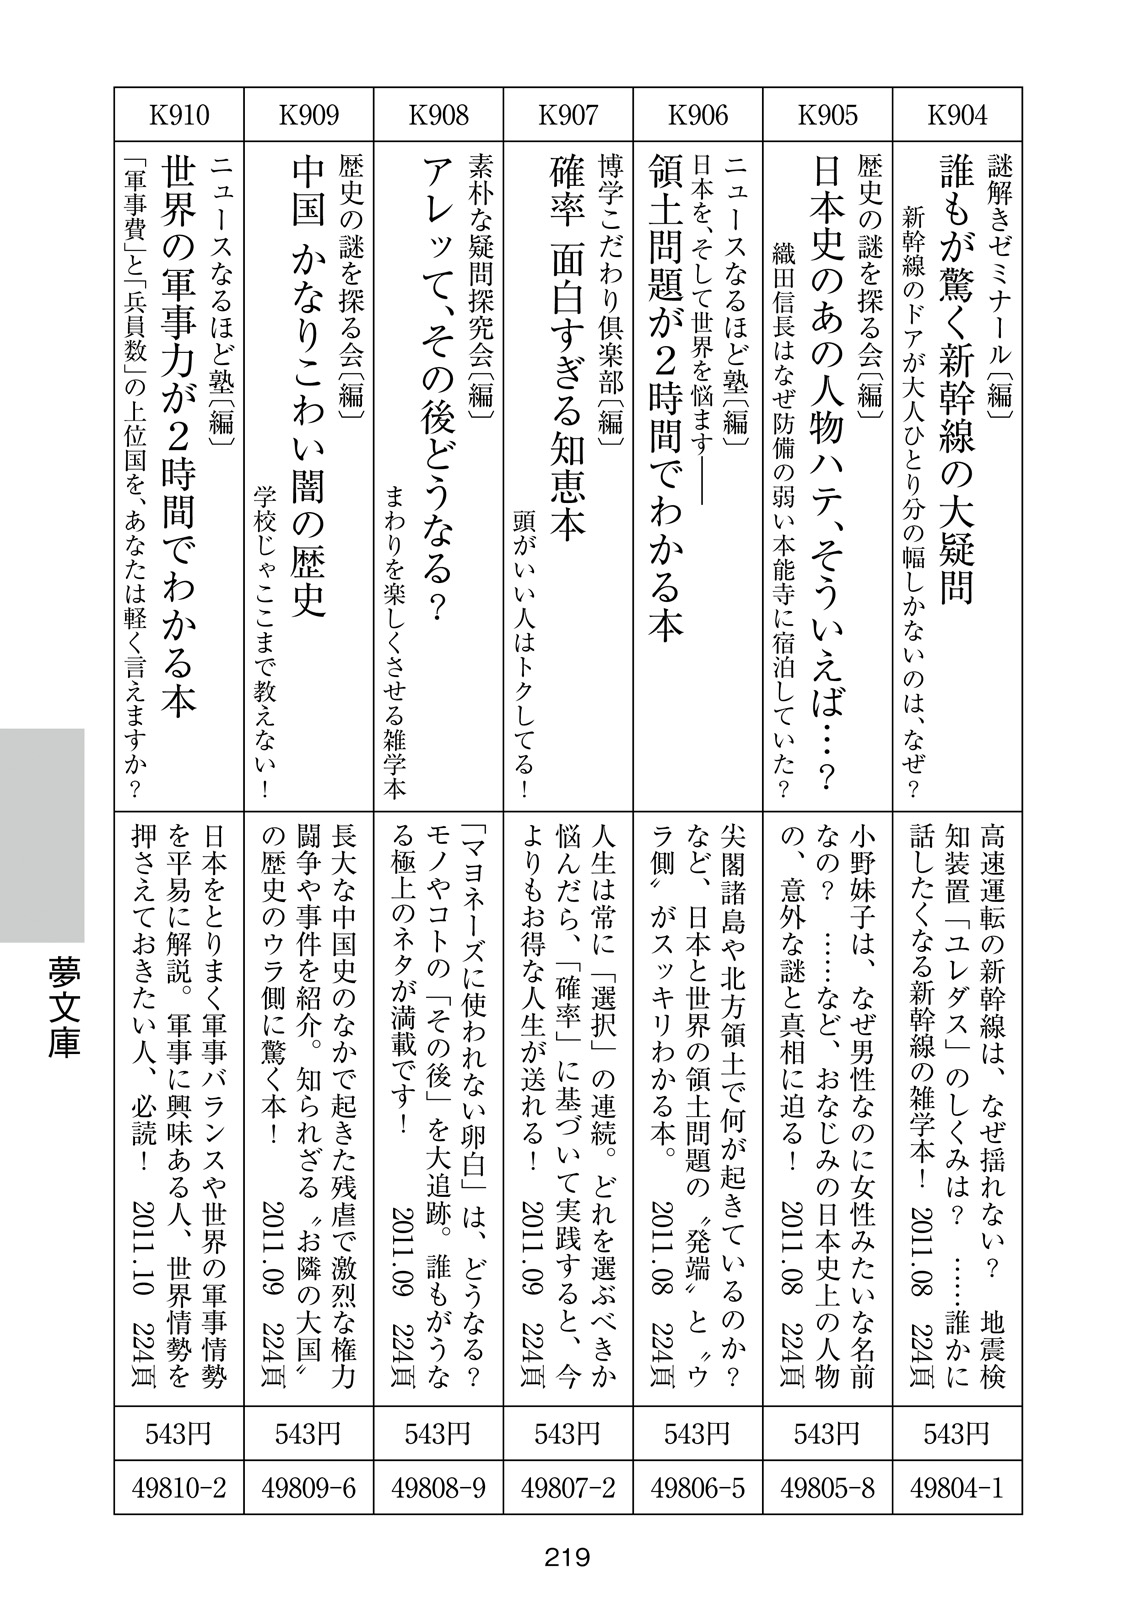 K904
謎解きゼミナール〔編〕
誰もが驚く新幹線の大疑問
新幹線のドアが大人ひとり分の幅しかないのは、なぜ?
高速運転の新幹線は、なぜ揺れない? 地震検
知装置「ユレダス」のしくみは? ……誰かに
話したくなる新幹線の雑学本! 2011.08 224頁
543円
49804-1
K905
歴史の謎を探る会〔編〕
日本史のあの人物ハテ、そういえば…?
織田信長はなぜ防備の弱い本能寺に宿泊していた?
小野妹子は、なぜ男性なのに女性みたいな名前
なの? ……など、おなじみの日本史上の人物
の、意外な謎と真相に迫る! 2011.08 224頁
543円
49805-8
K906
ニュースなるほど塾〔編〕
日本を、そして世界を悩ます――
領土問題が2時間でわかる本
尖閣諸島や北方領土で何が起きているのか?
など、日本と世界の領土問題の〝発端〟と〝ウ
ラ側〟がスッキリわかる本。 2011.08 224頁
543円
49806-5
K907
博学こだわり倶楽部〔編〕
確率 面白すぎる知恵本
頭がいい人はトクしてる!
人生は常に「選択」の連続。どれを選ぶべきか
悩んだら、「確率」に基づいて実践すると、今
よりもお得な人生が送れる! 2011.09 224頁
543円
49807-2
K908
素朴な疑問探究会〔編〕
アレッて、その後どうなる?
まわりを楽しくさせる雑学本
「マヨネーズに使われない卵白」は、どうなる?
モノやコトの「その後」を大追跡。誰もがうな
る極上のネタが満載です! 2011.09 224頁
543円
49808-9
K909
歴史の謎を探る会〔編〕
中国 かなりこわい闇の歴史
学校じゃここまで教えない!
長大な中国史のなかで起きた残虐で激烈な権力
闘争や事件を紹介。知られざる〝お隣の大国〟
の歴史のウラ側に驚く本! 2011.09 224頁
543円
49809-6
K910
ニュースなるほど塾〔編〕
世界の軍事力が2時間でわかる本
「軍事費」と「兵員数」の上位国を、あなたは軽く言えますか?
日本をとりまく軍事バランスや世界の軍事情勢
を平易に解説。軍事に興味ある人、世界情勢を
押さえておきたい人、必読! 2011.10 224頁
543円
49810-2
夢文庫
219